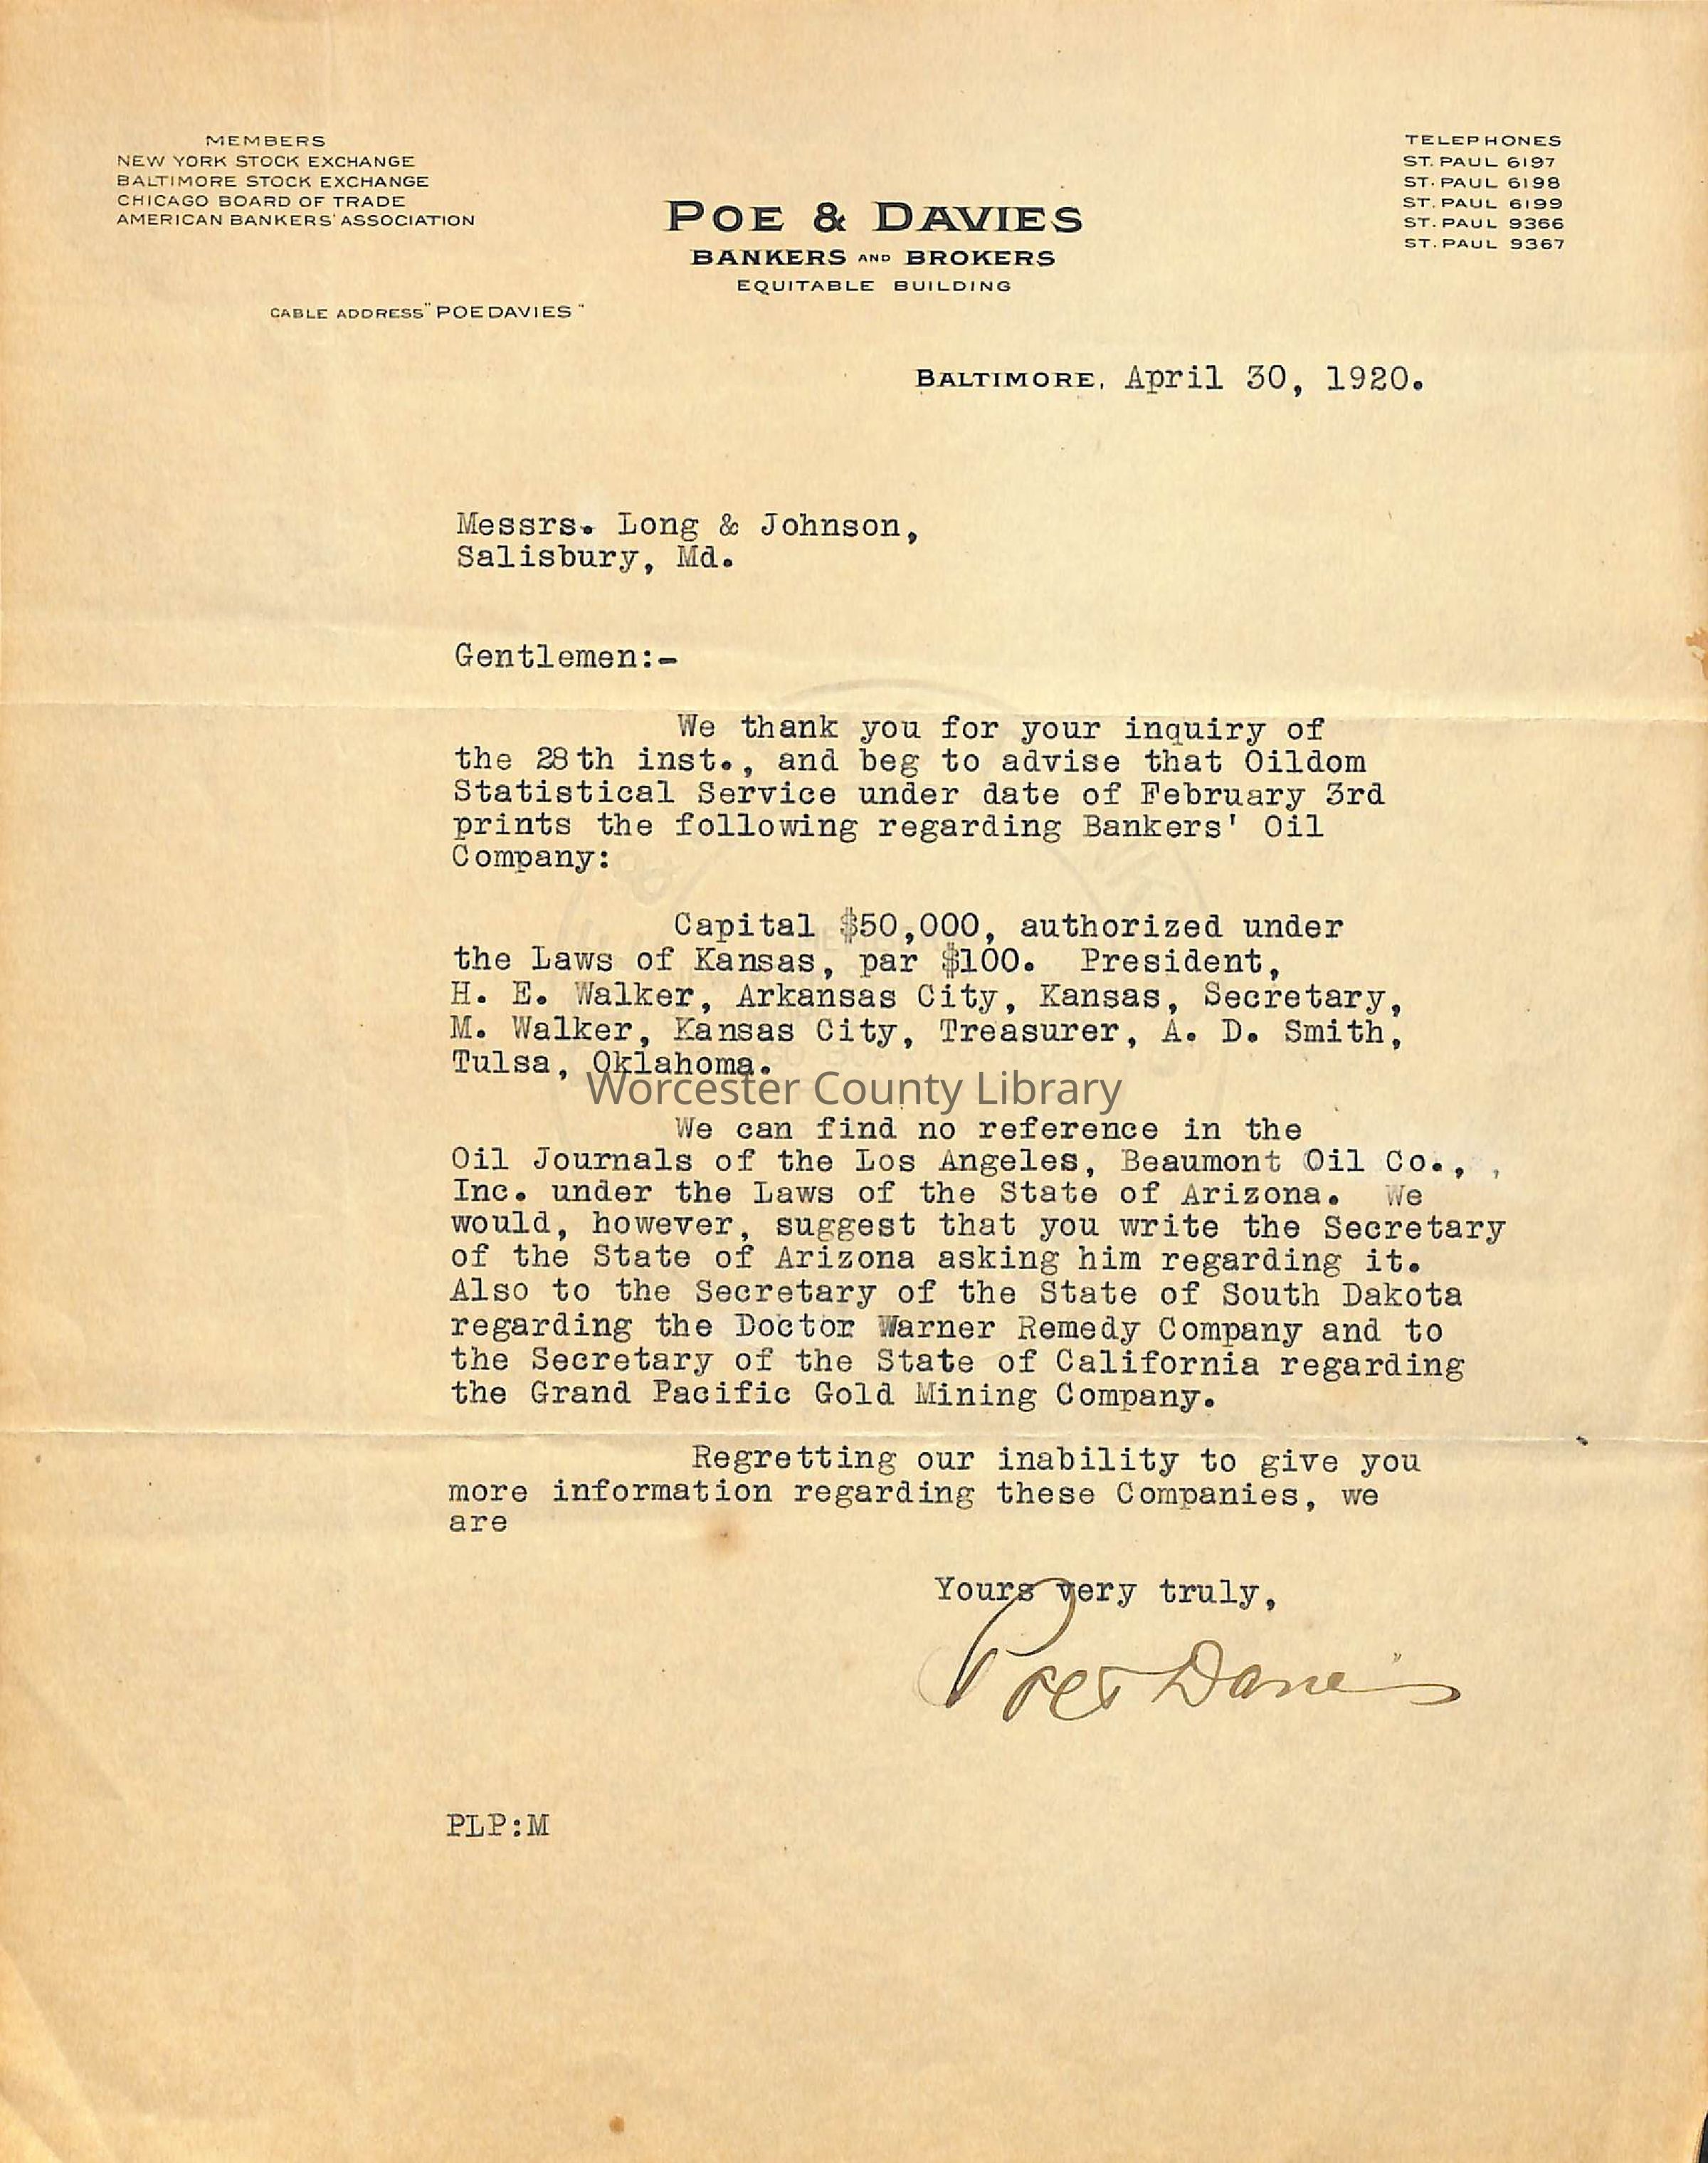 MEMBERS
NEW YORK STOCK EXCHANGE
BALTIMORE STOCK EXCHANGE
CHICAGO BOARD OF TRADE
AMERICAN BANKERS' ASSOCIATION
TELEPHONES
ST. PAUL 6197
ST. PAUL 6198
ST. PAUL 6199
ST. PAUL 9366
ST. PAUL 9367
POE & DAVIES
BANKERS AND BROKERS
EQUITABLE BUILDING
CABLE ADDRESS "POEDAVIES"
BALTIMORE, April 30, 1920.
Messrs. Long & Johnson,
Salisbury, Md.
Gentlemen:-
We thank you for your inquiry of
the 28th inst., and beg to advise that Oildom
Statistical Service under date of February 3rd
prints the following regarding Bankers' Oil
Company:
Capital $50,000, authorized under
the Laws of Kansas, par $100. President,
H. E. Walker, Arkansas City, Kansas, Secretary,
M. Walker, Kansas City, Treasurer, A. D. Smith,
Tulsa, Oklahoma.
Worcester County Library
We can find no reference in the
Oil Journals of the Los Angeles, Beaumont Oil Co., ,
Inc. under the Laws of the State of Arizona. We
would, however, suggest that you write the Secretary
of the State of Arizona asking him regarding it.
Also to the Secretary of the State of South Dakota
regarding the Doctor Warner Remedy Company and to
the Secretary of the State of California regarding
the Grand Pacific Gold Mining Company.
Regretting our inability to give you
more information regarding these Companies, we
are
Yours very truly,
Poe & Davies
PLP:M